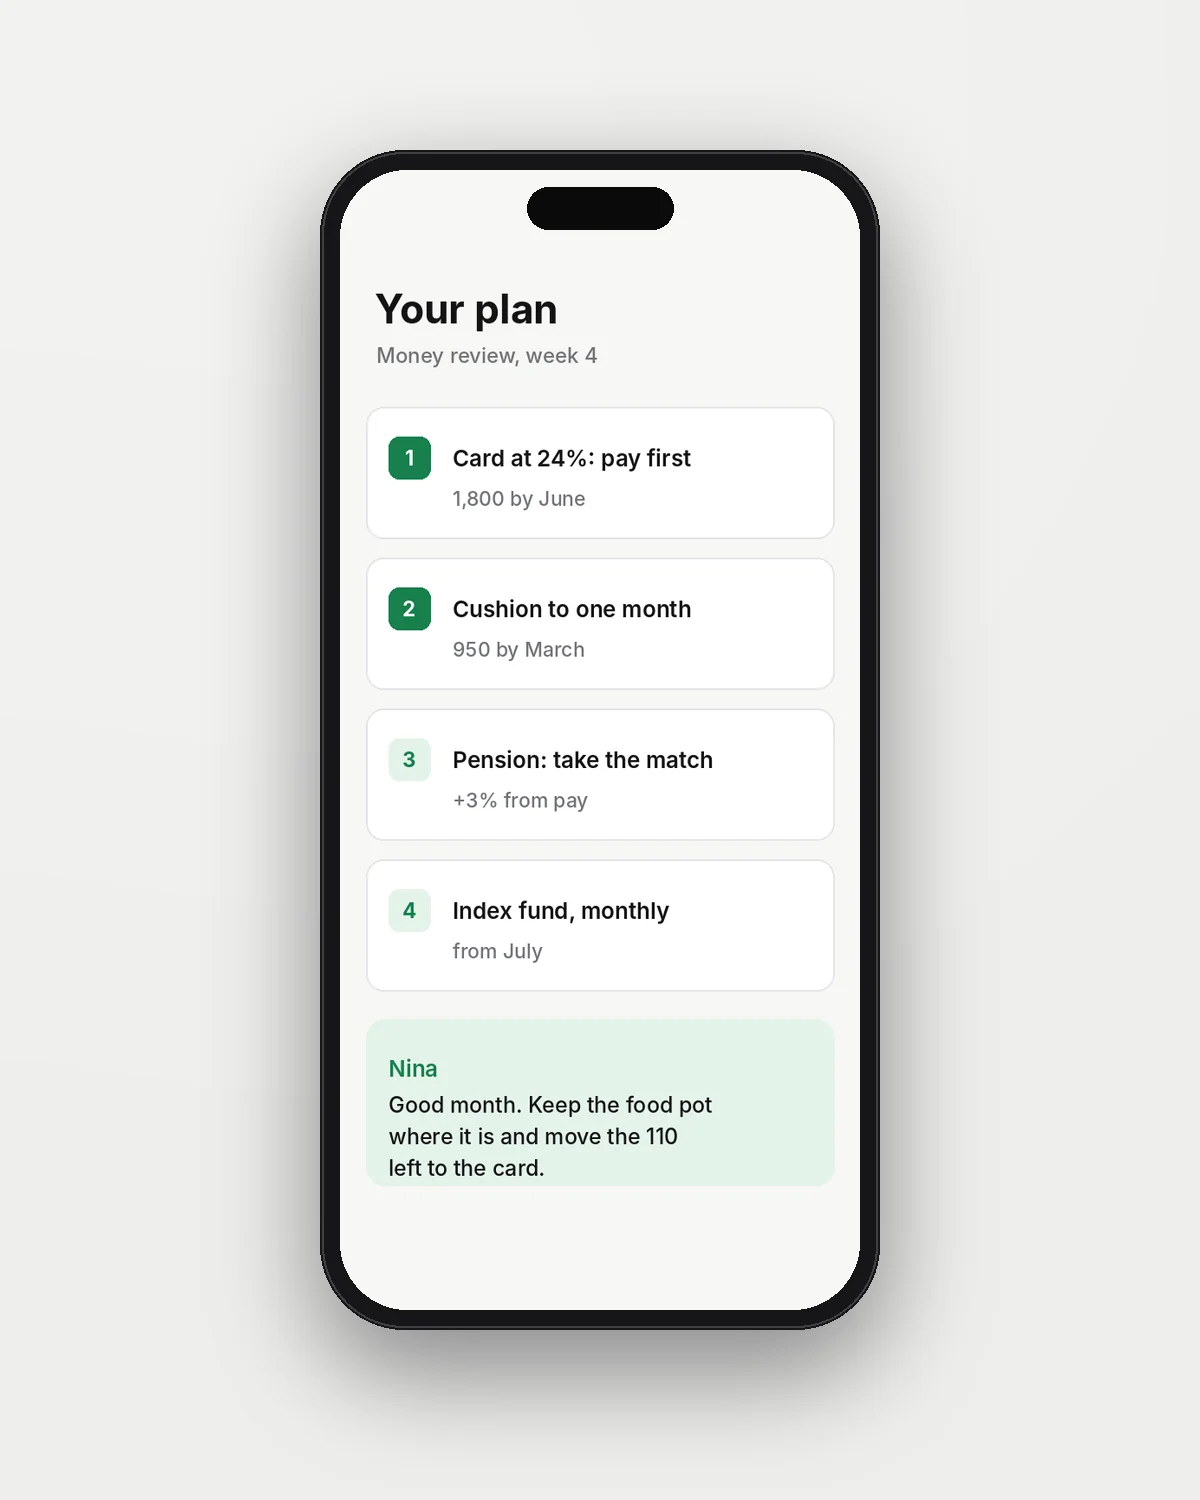 Your plan
Money review, week 4
1
Card at 24%: pay first
1,800 by June
2
Cushion to one month
950 by March
3
Pension: take the match
+3% from pay
4
Index fund, monthly
from July
Nina
Good month. Keep the food pot
where it is and move the 110
left to the card.